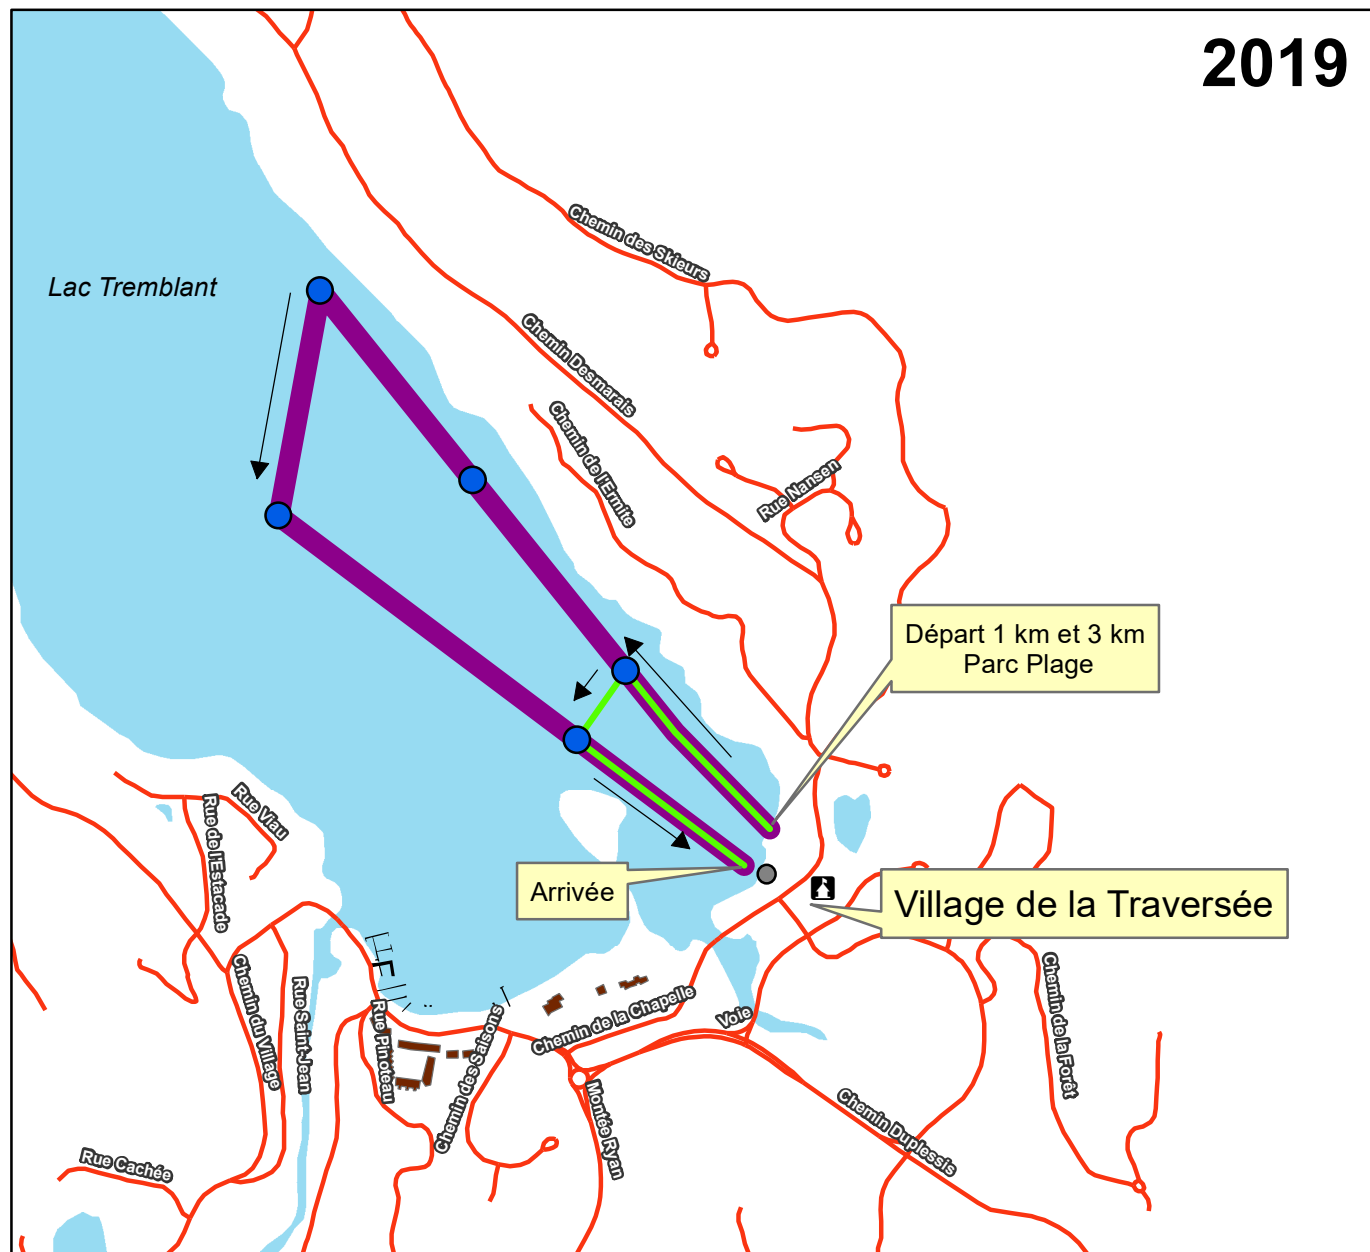 2019
Chemin des Skieurs
Lac Tremblant
Chemin Desmarais
Chemin de l'Ermite
Rue Nansen
Départ 1 km et 3 km
Parc Plage
Rue Viau
Rue de l'Estacade
Arrivée
Village de la Traversée
Chemin du Village
Rue Saint-Jean
Rue Pinoteau
Chemin des Saisons
Chemin de la Chapelle
Voie
Chemin de la Forêt
Montée Ryan
Chemin Duplessis
Rue Cachée